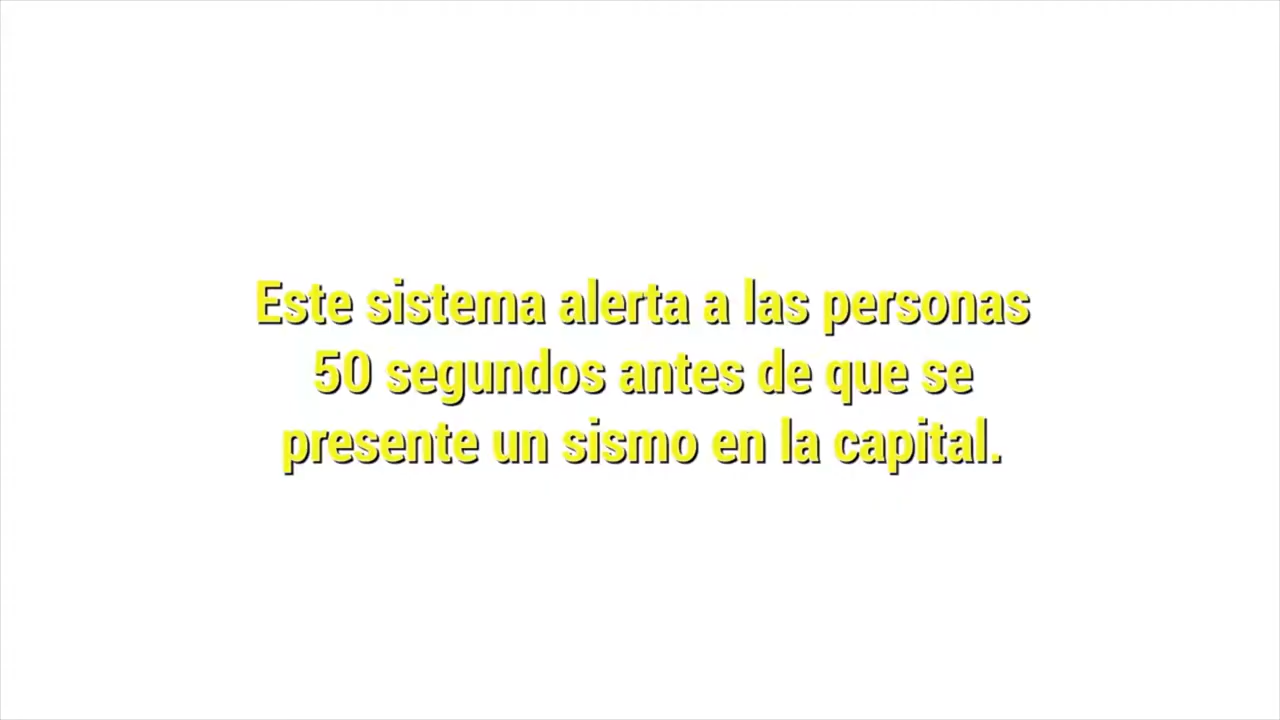 Este sistema alerta a las personas
50 segundos antes de que se
presente un sismo en la capital.